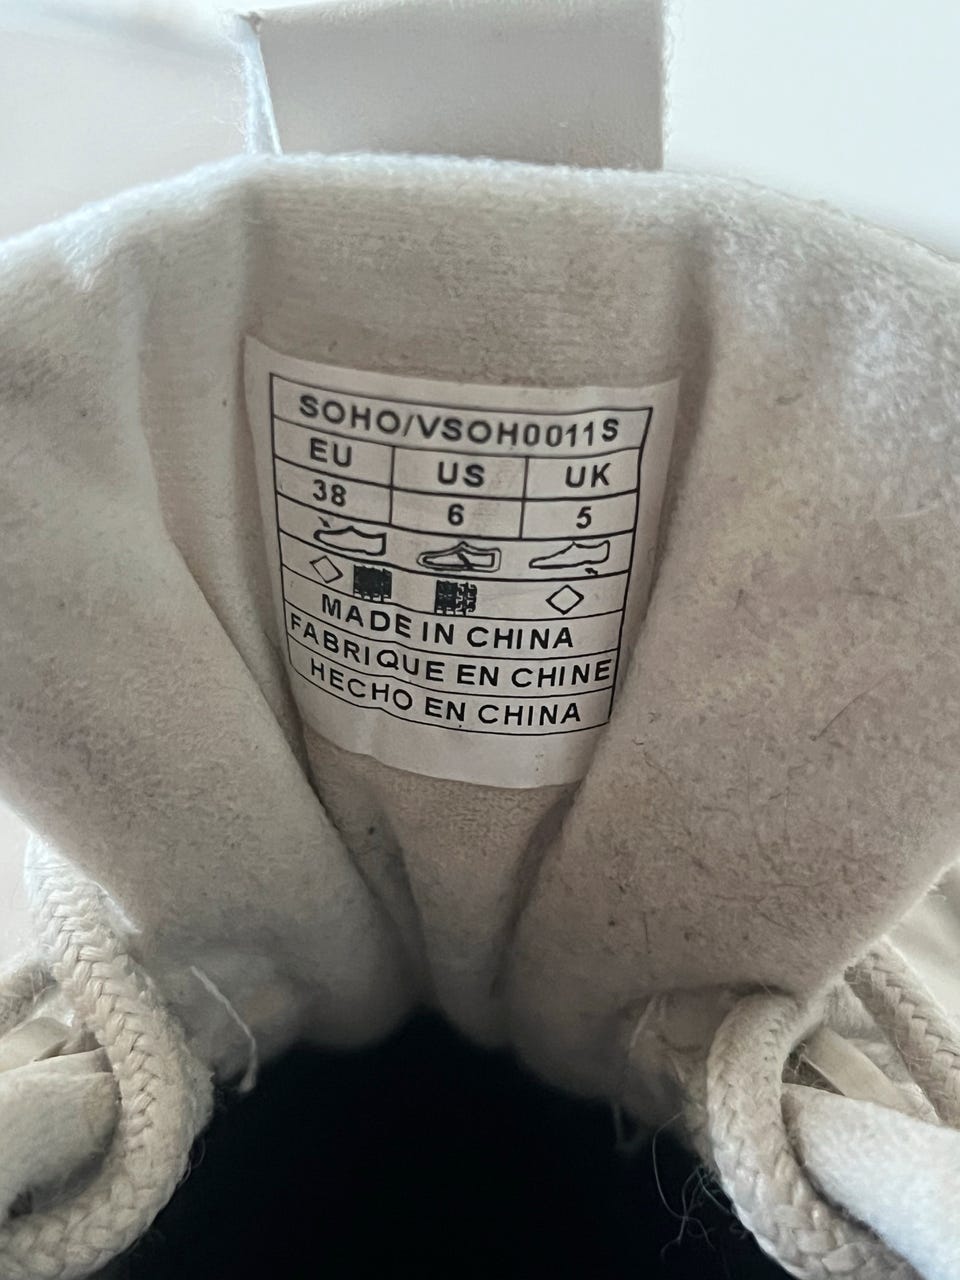 SOHO/VSOH0011S
EU US UK
38 6 5
MADE IN CHINA
FABRIQUE EN CHINE
HECHO EN CHINA